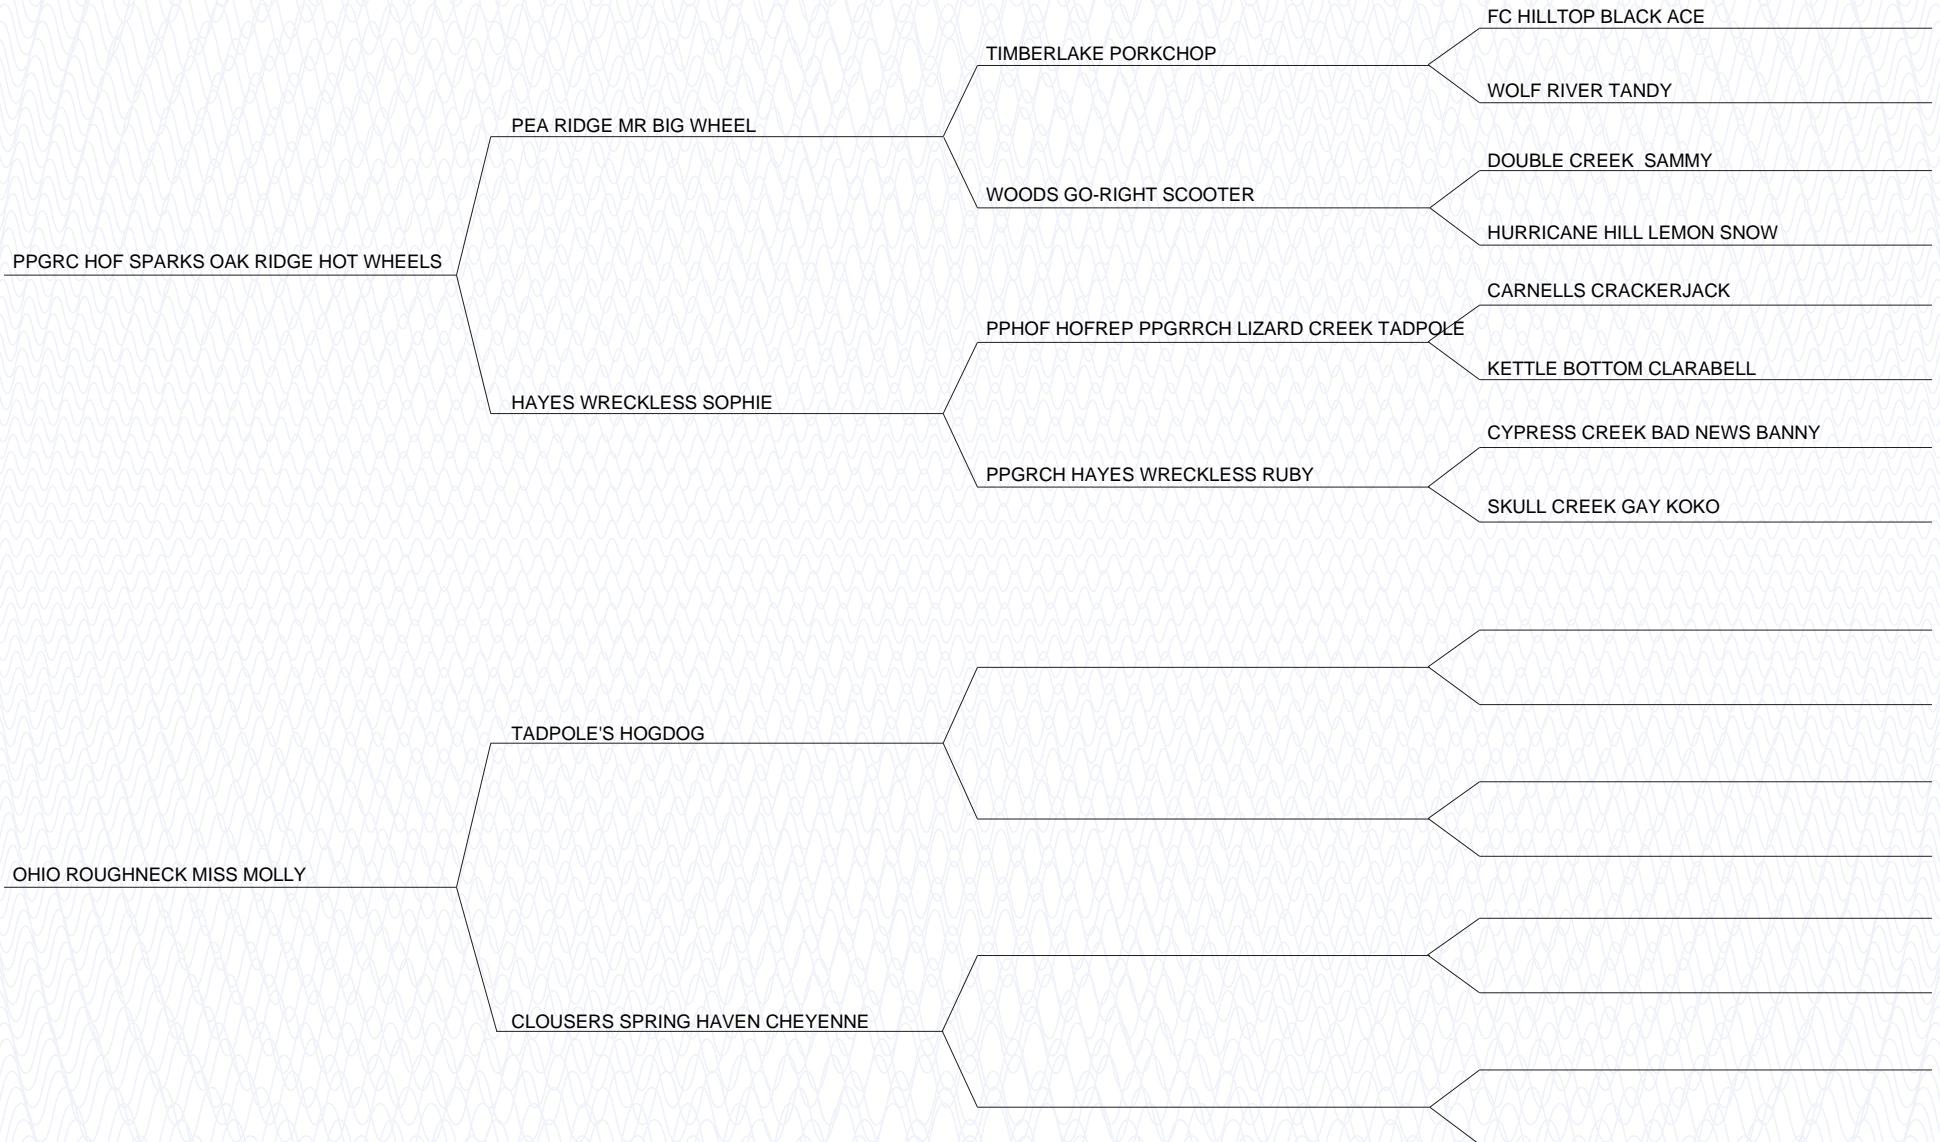 FC HILLTOP BLACK ACE
TIMBERLAKE PORKCHOP
WOLF RIVER TANDY
PEA RIDGE MR BIG WHEEL
DOUBLE CREEK  SAMMY
WOODS GO-RIGHT SCOOTER
HURRICANE HILL LEMON SNOW
PPGRC HOF SPARKS OAK RIDGE HOT WHEELS
CARNELLS CRACKERJACK
PPHOF HOFREP PPGRRCH LIZARD CREEK TADPOLE
KETTLE BOTTOM CLARABELL
HAYES WRECKLESS SOPHIE
CYPRESS CREEK BAD NEWS BANNY
PPGRCH HAYES WRECKLESS RUBY
SKULL CREEK GAY KOKO
TADPOLE'S HOGDOG
OHIO ROUGHNECK MISS MOLLY
CLOUSERS SPRING HAVEN CHEYENNE